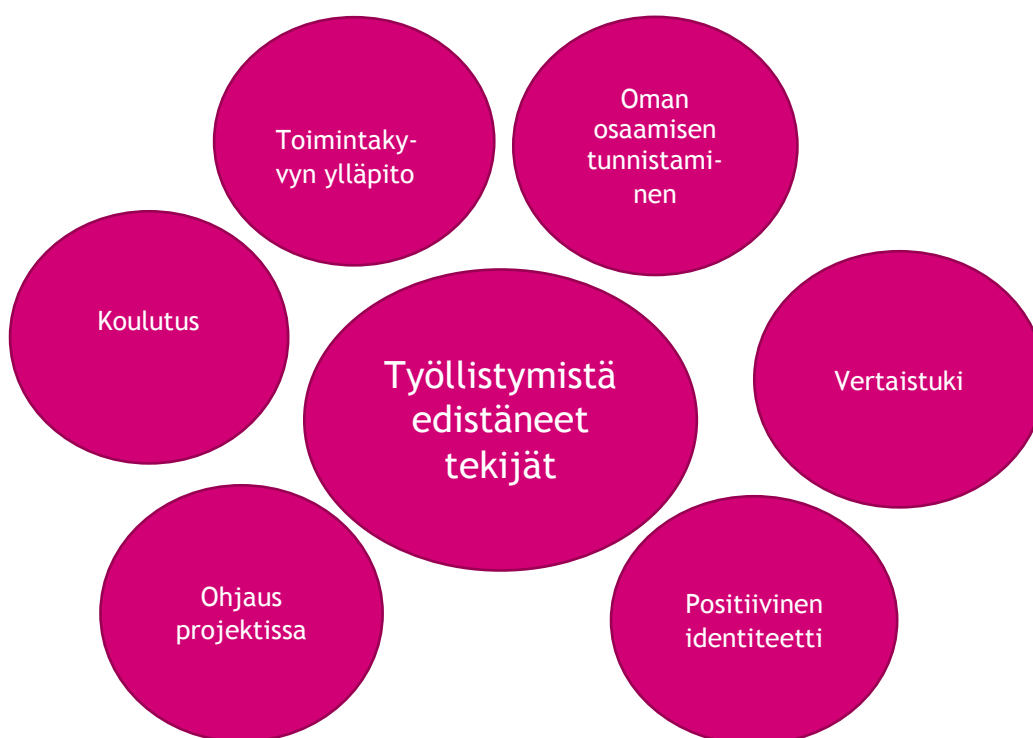 Toimintaky-
vyn ylläpito
Oman
osaamisen
tunnistami-
nen
Koulutus
Työllistymistä
edistäneet
tekijät
Vertaistuki
Ohjaus
projektissa
Positiivinen
identiteetti